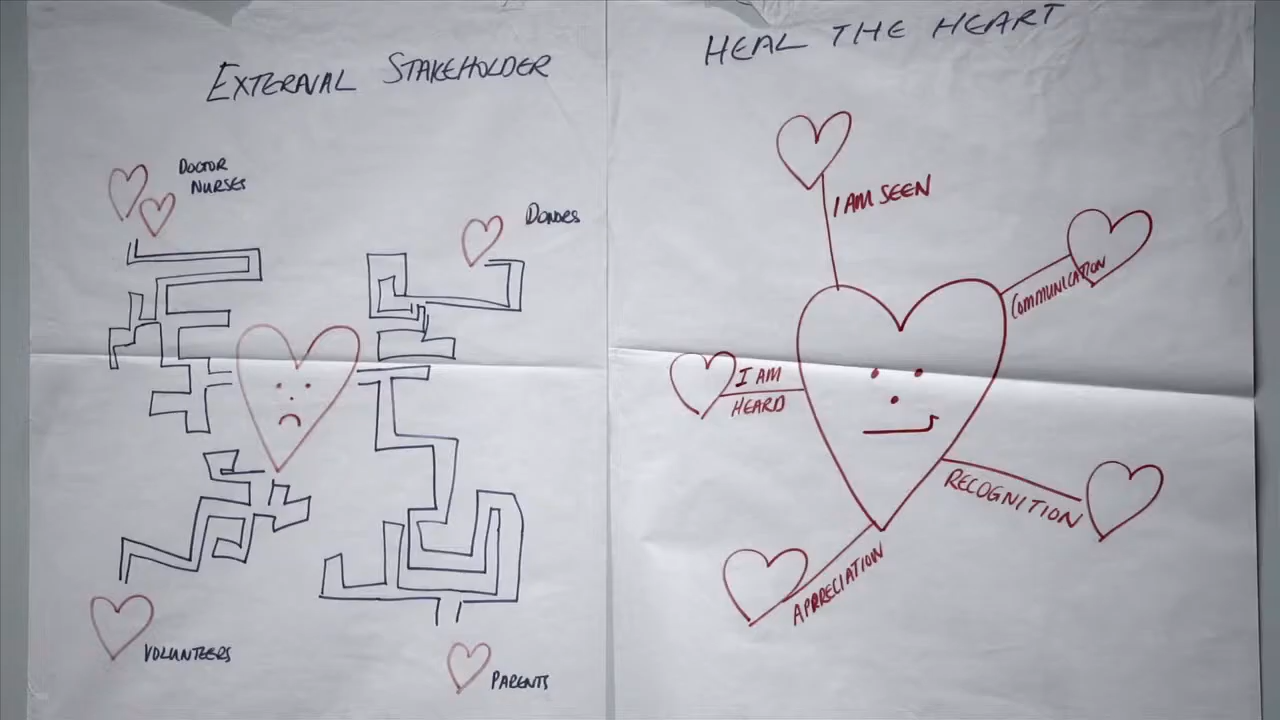 EXTERNAL STAKEHOLDER
DOCTOR
NURSES
DONORS
VOLUNTEERS
PARENTS
HEAL THE HEART
I AM SEEN
COMMUNICATION
I AM
HEARD
RECOGNITION
APPRECIATION